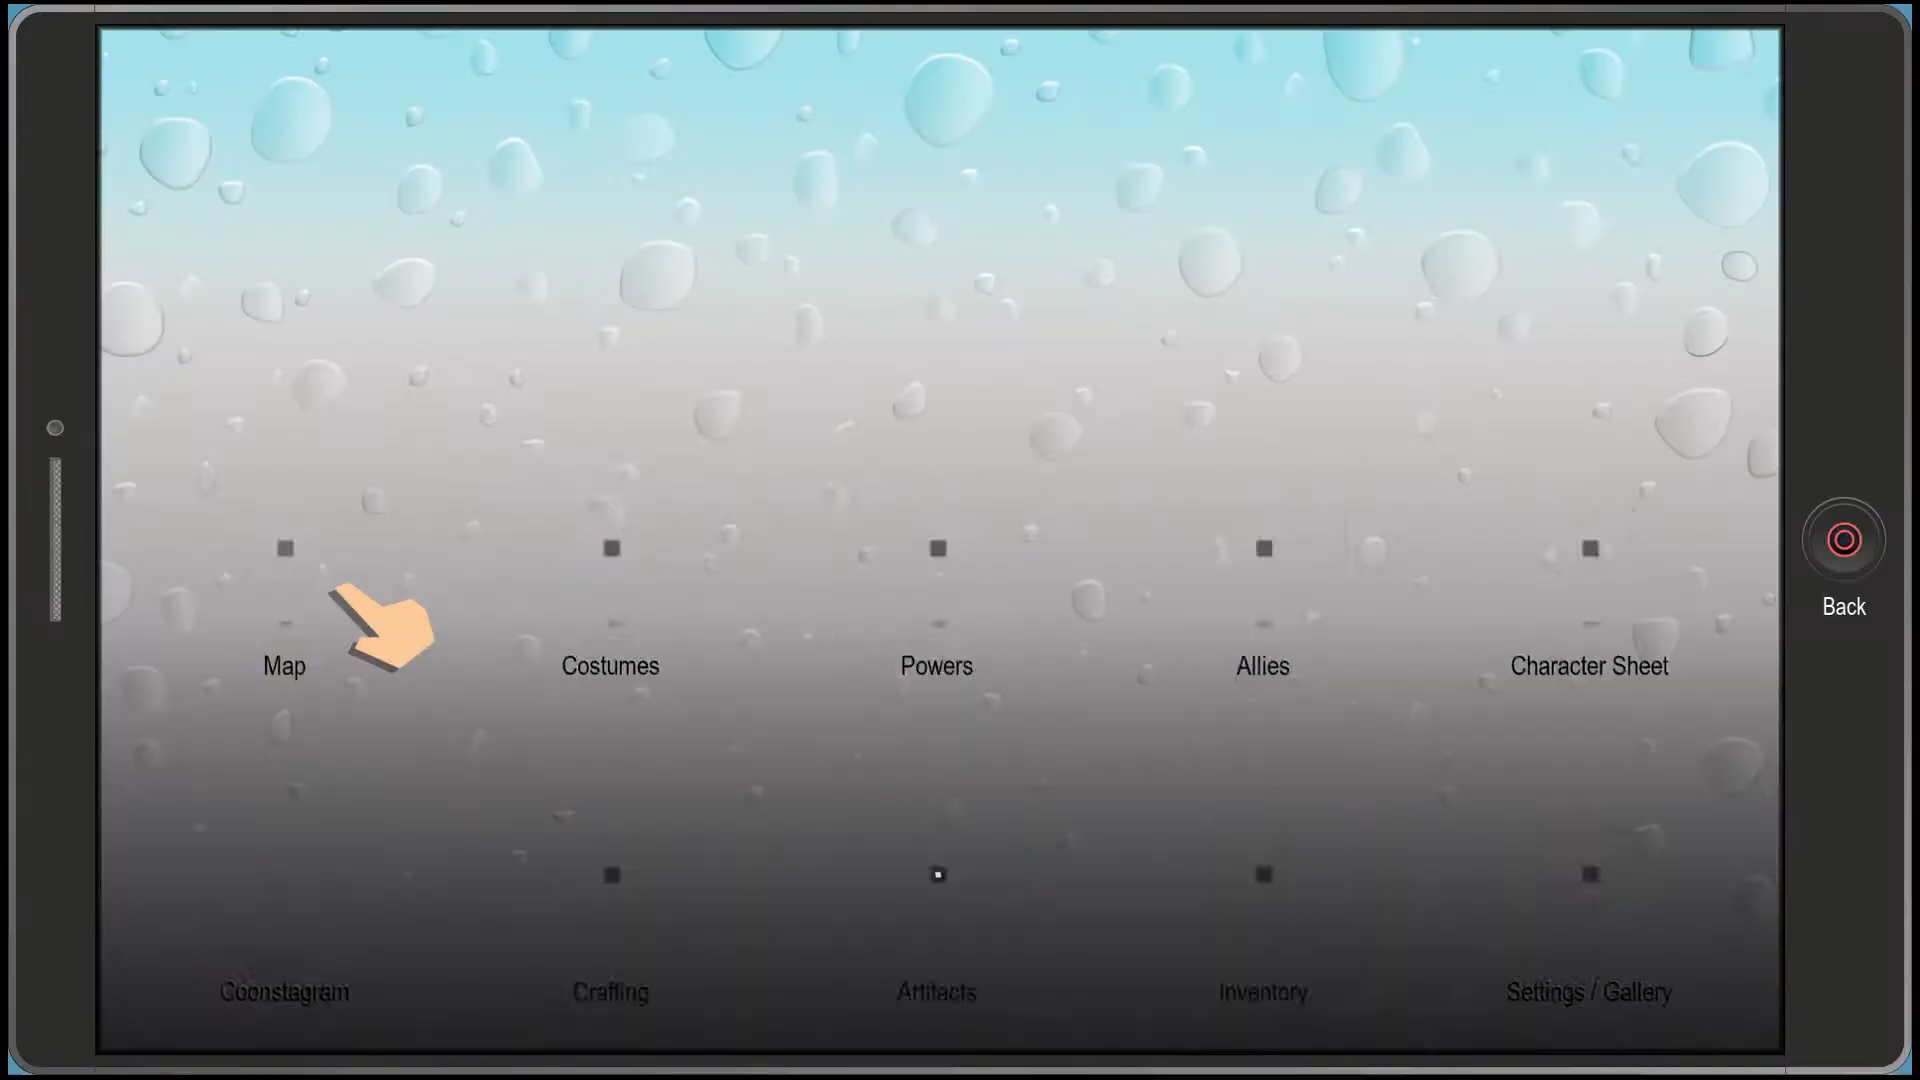 Back
Map
Costumes
Powers
Allies
Character Sheet
Coonstagram
Crafting
Artifacts
Inventory
Settings / Gallery